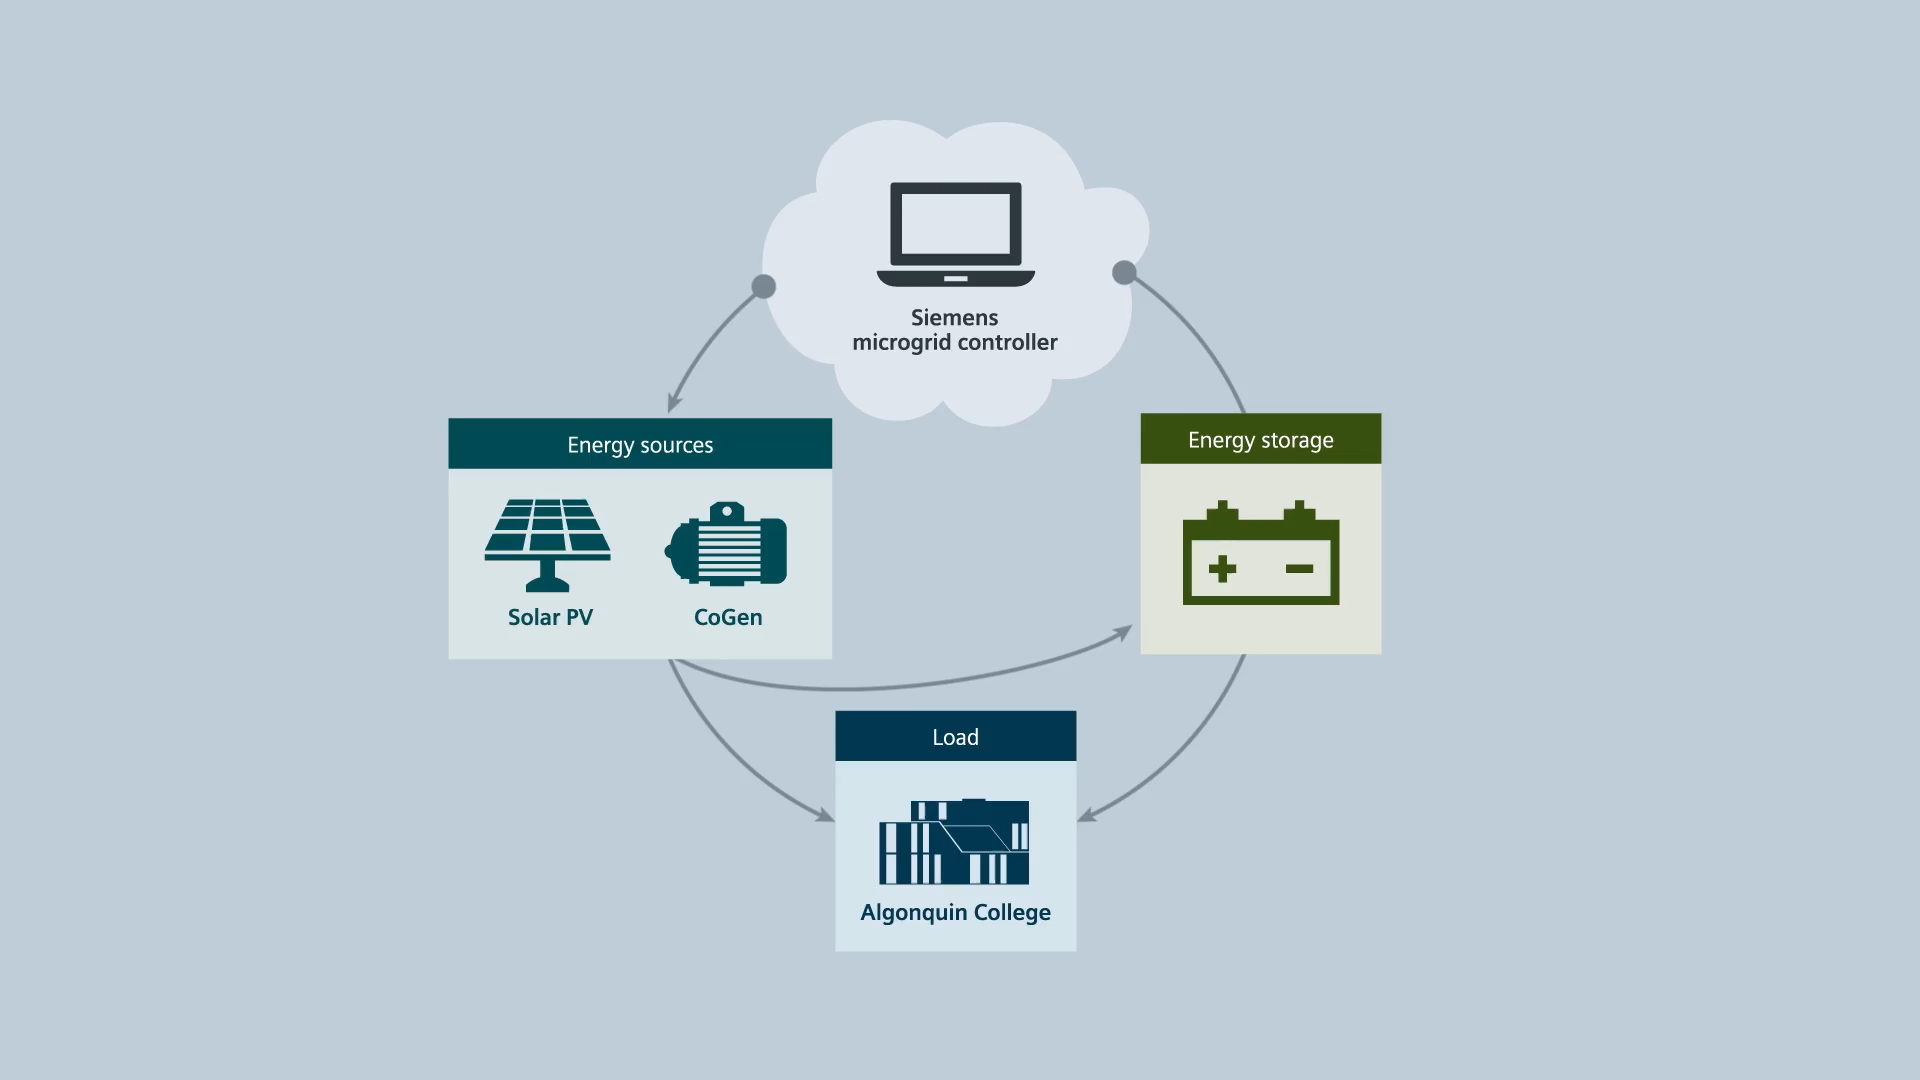 Siemens
microgrid controller
Energy sources
Solar PV
CoGen
Energy storage
Load
Algonquin College